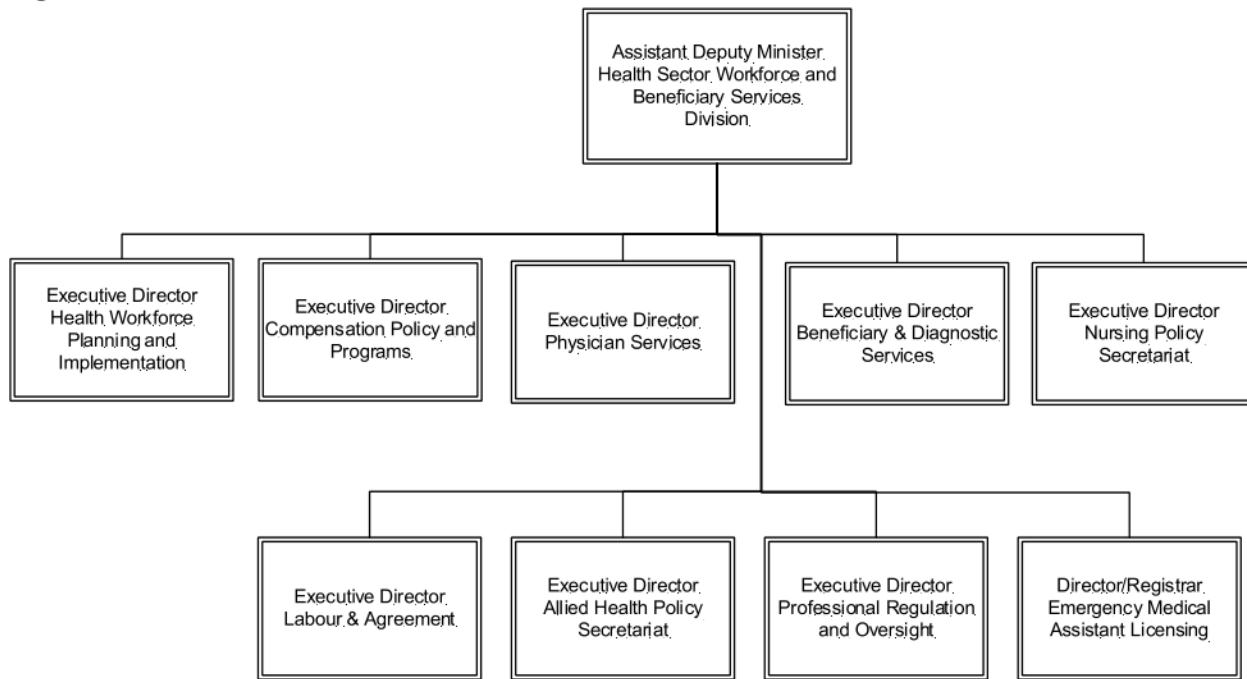 Assistant Deputy Minister
Health Sector Workforce and
Beneficiary Services
Division
Executive Director
Health Workforce
Planning and
Implementation
Executive Director
Compensation Policy and
Programs
Executive Director
Physician Services
Executive Director
Beneficiary & Diagnostic
Services
Executive Director
Nursing Policy
Secretariat
Executive Director
Labour & Agreement
Executive Director
Allied Health Policy
Secretariat
Executive Director
Professional Regulation
and Oversight
Director/Registrar
Emergency Medical
Assistant Licensing